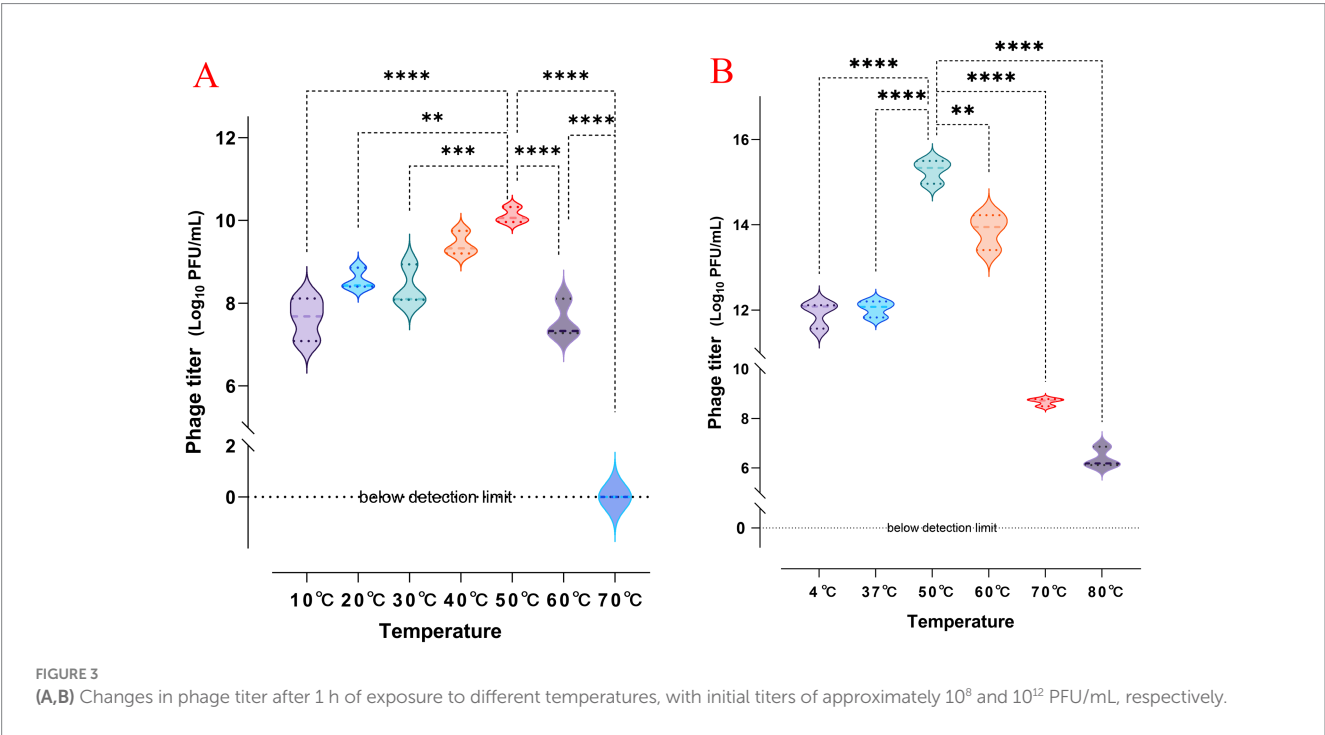 A
**** ****
** ****
*** ****
12
10
8
6
2
0
Phage titer (Log10 PFU/mL)
below detection limit
10℃ 20℃ 30℃ 40℃ 50℃ 60℃ 70℃
Temperature
B
****
**** ****
**** **
16
14
12
10
8
6
0
Phage titer (Log10 PFU/mL)
below detection limit
4℃ 37℃ 50℃ 60℃ 70℃ 80℃
Temperature
FIGURE 3
(A,B) Changes in phage titer after 1 h of exposure to different temperatures, with initial titers of approximately 10⁸ and 10¹² PFU/mL, respectively.